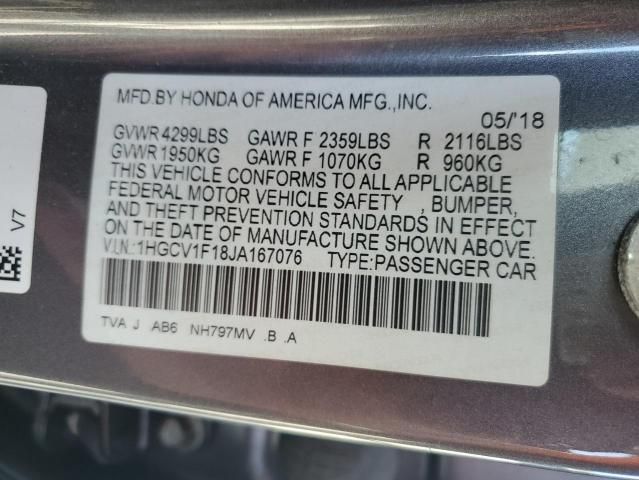 MFD.BY HONDA OF AMERICA MFG.,INC.
05/'18
GVWR 4299LBS GAWR F 2359LBS R 2116LBS
GVWR 1950KG GAWR F 1070KG R 960KG
THIS VEHICLE CONFORMS TO ALL APPLICABLE
FEDERAL MOTOR VEHICLE SAFETY , BUMPER,
AND THEFT PREVENTION STANDARDS IN EFFECT
ON THE DATE OF MANUFACTURE SHOWN ABOVE.
V.I.N.:1HGCV1F18JA167076 TYPE:PASSENGER CAR
TVA J AB6 NH797MV .B .A
V7